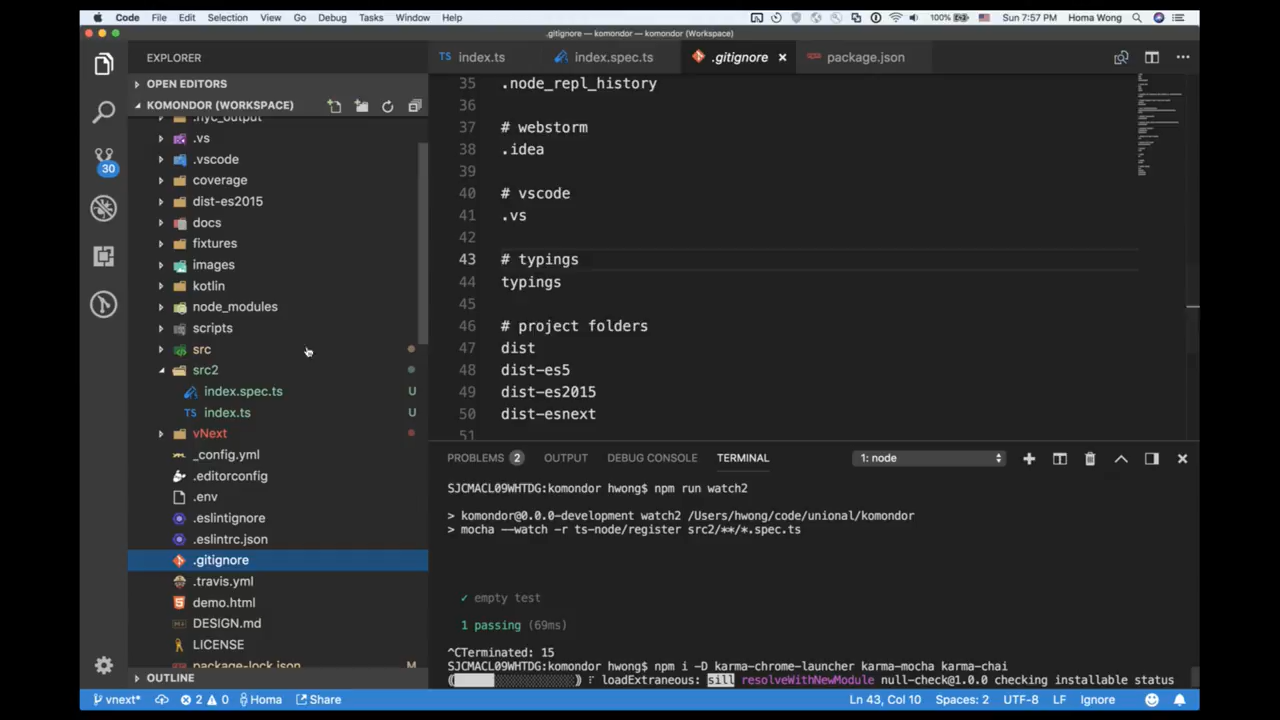 Code File Edit Selection View Go Debug Tasks Window Help 100% Sun 7:57 PM Homa Wong
.gitignore — komondor — komondor (Workspace)
EXPLORER
OPEN EDITORS
KOMONDOR (WORKSPACE)
.nyc_output
.vs
.vscode
coverage
dist-es2015
docs
fixtures
images
kotlin
node_modules
scripts
src
src2
index.spec.ts U
TS index.ts U
vNext
_config.yml
.editorconfig
.env
.eslintignore
.eslintrc.json
.gitignore
.travis.yml
demo.html
DESIGN.md
LICENSE
package-lock.json M
OUTLINE
30
TS index.ts index.spec.ts .gitignore package.json
35 .node_repl_history
36
37 # webstorm
38 .idea
39
40 # vscode
41 .vs
42
43 # typings
44 typings
45
46 # project folders
47 dist
48 dist-es5
49 dist-es2015
50 dist-esnext
51
PROBLEMS 2 OUTPUT DEBUG CONSOLE TERMINAL 1: node
SJCMACL09WHTDG:komondor hwong$ npm run watch2
> komondor@0.0.0-development watch2 /Users/hwong/code/unional/komondor
> mocha --watch -r ts-node/register src2/**/*.spec.ts
✓ empty test
1 passing (69ms)
^CTerminated: 15
SJCMACL09WHTDG:komondor hwong$ npm i -D karma-chrome-launcher karma-mocha karma-chai
loadExtraneous: sill resolveWithNewModule null-check@1.0.0 checking installable status
vnext* 2 0 Homa Share Ln 43, Col 10 Spaces: 2 UTF-8 LF Ignore